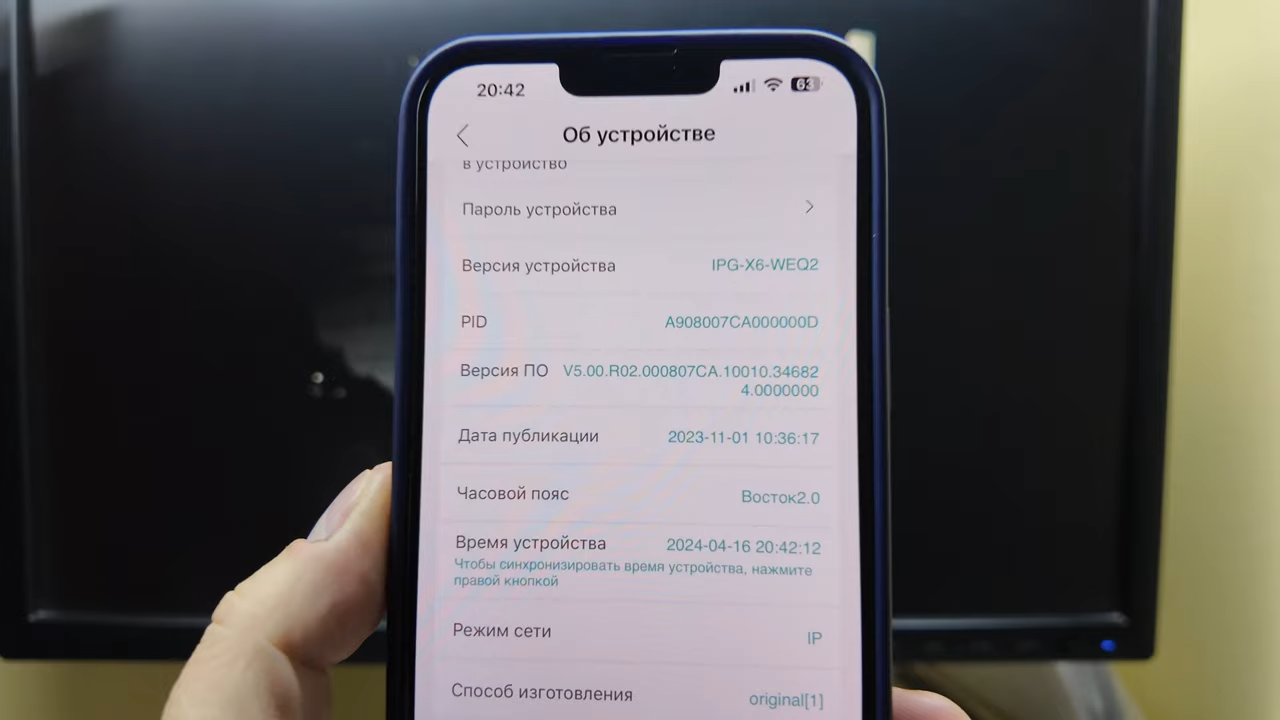 20:42
63
Об устройстве
в устройство
Пароль устройства
Версия устройства IPG-X6-WEQ2
PID A908007CA000000D
Версия ПО V5.00.R02.000807CA.10010.34682
4.0000000
Дата публикации 2023-11-01 10:36:17
Часовой пояс Восток2.0
Время устройства 2024-04-16 20:42:12
Чтобы синхронизировать время устройства, нажмите
правой кнопкой
Режим сети IP
Способ изготовления original[1]